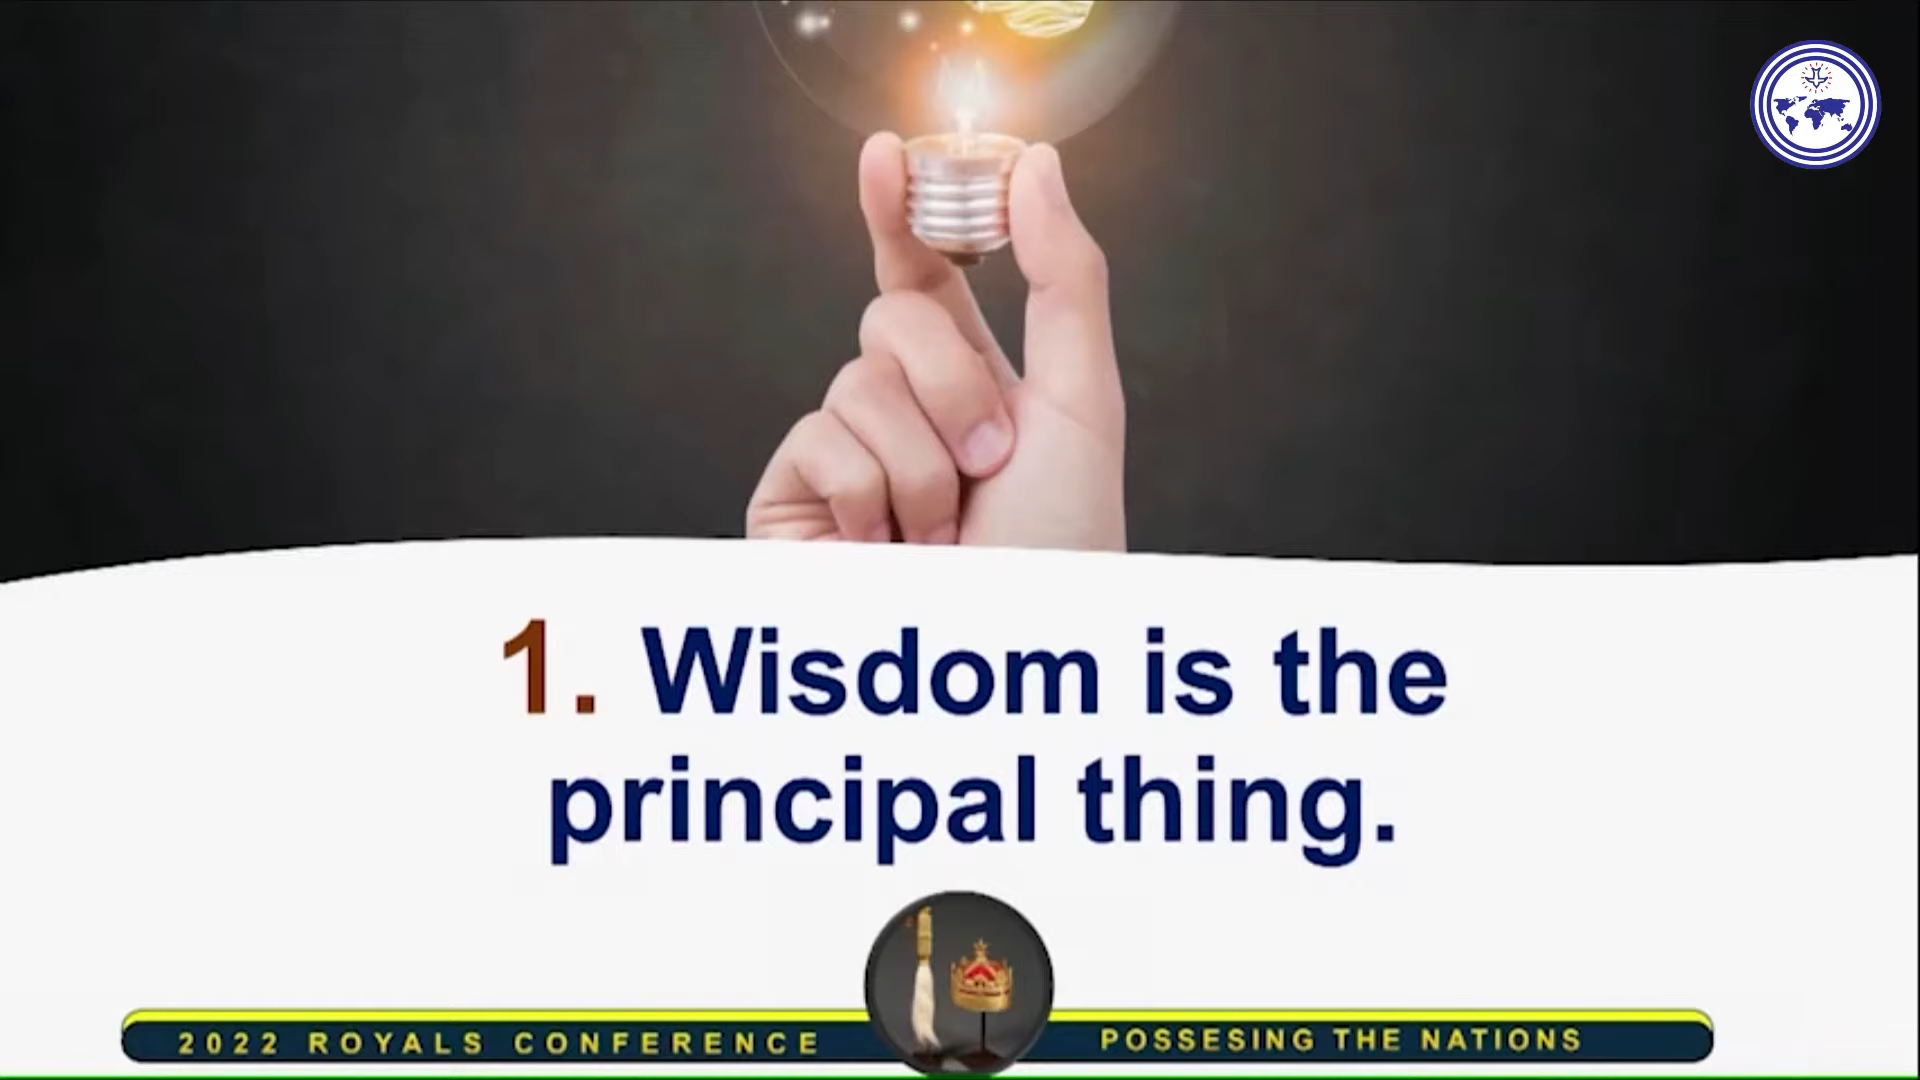 1. Wisdom is the
principal thing.
2022 ROYALS CONFERENCE
POSSESING THE NATIONS